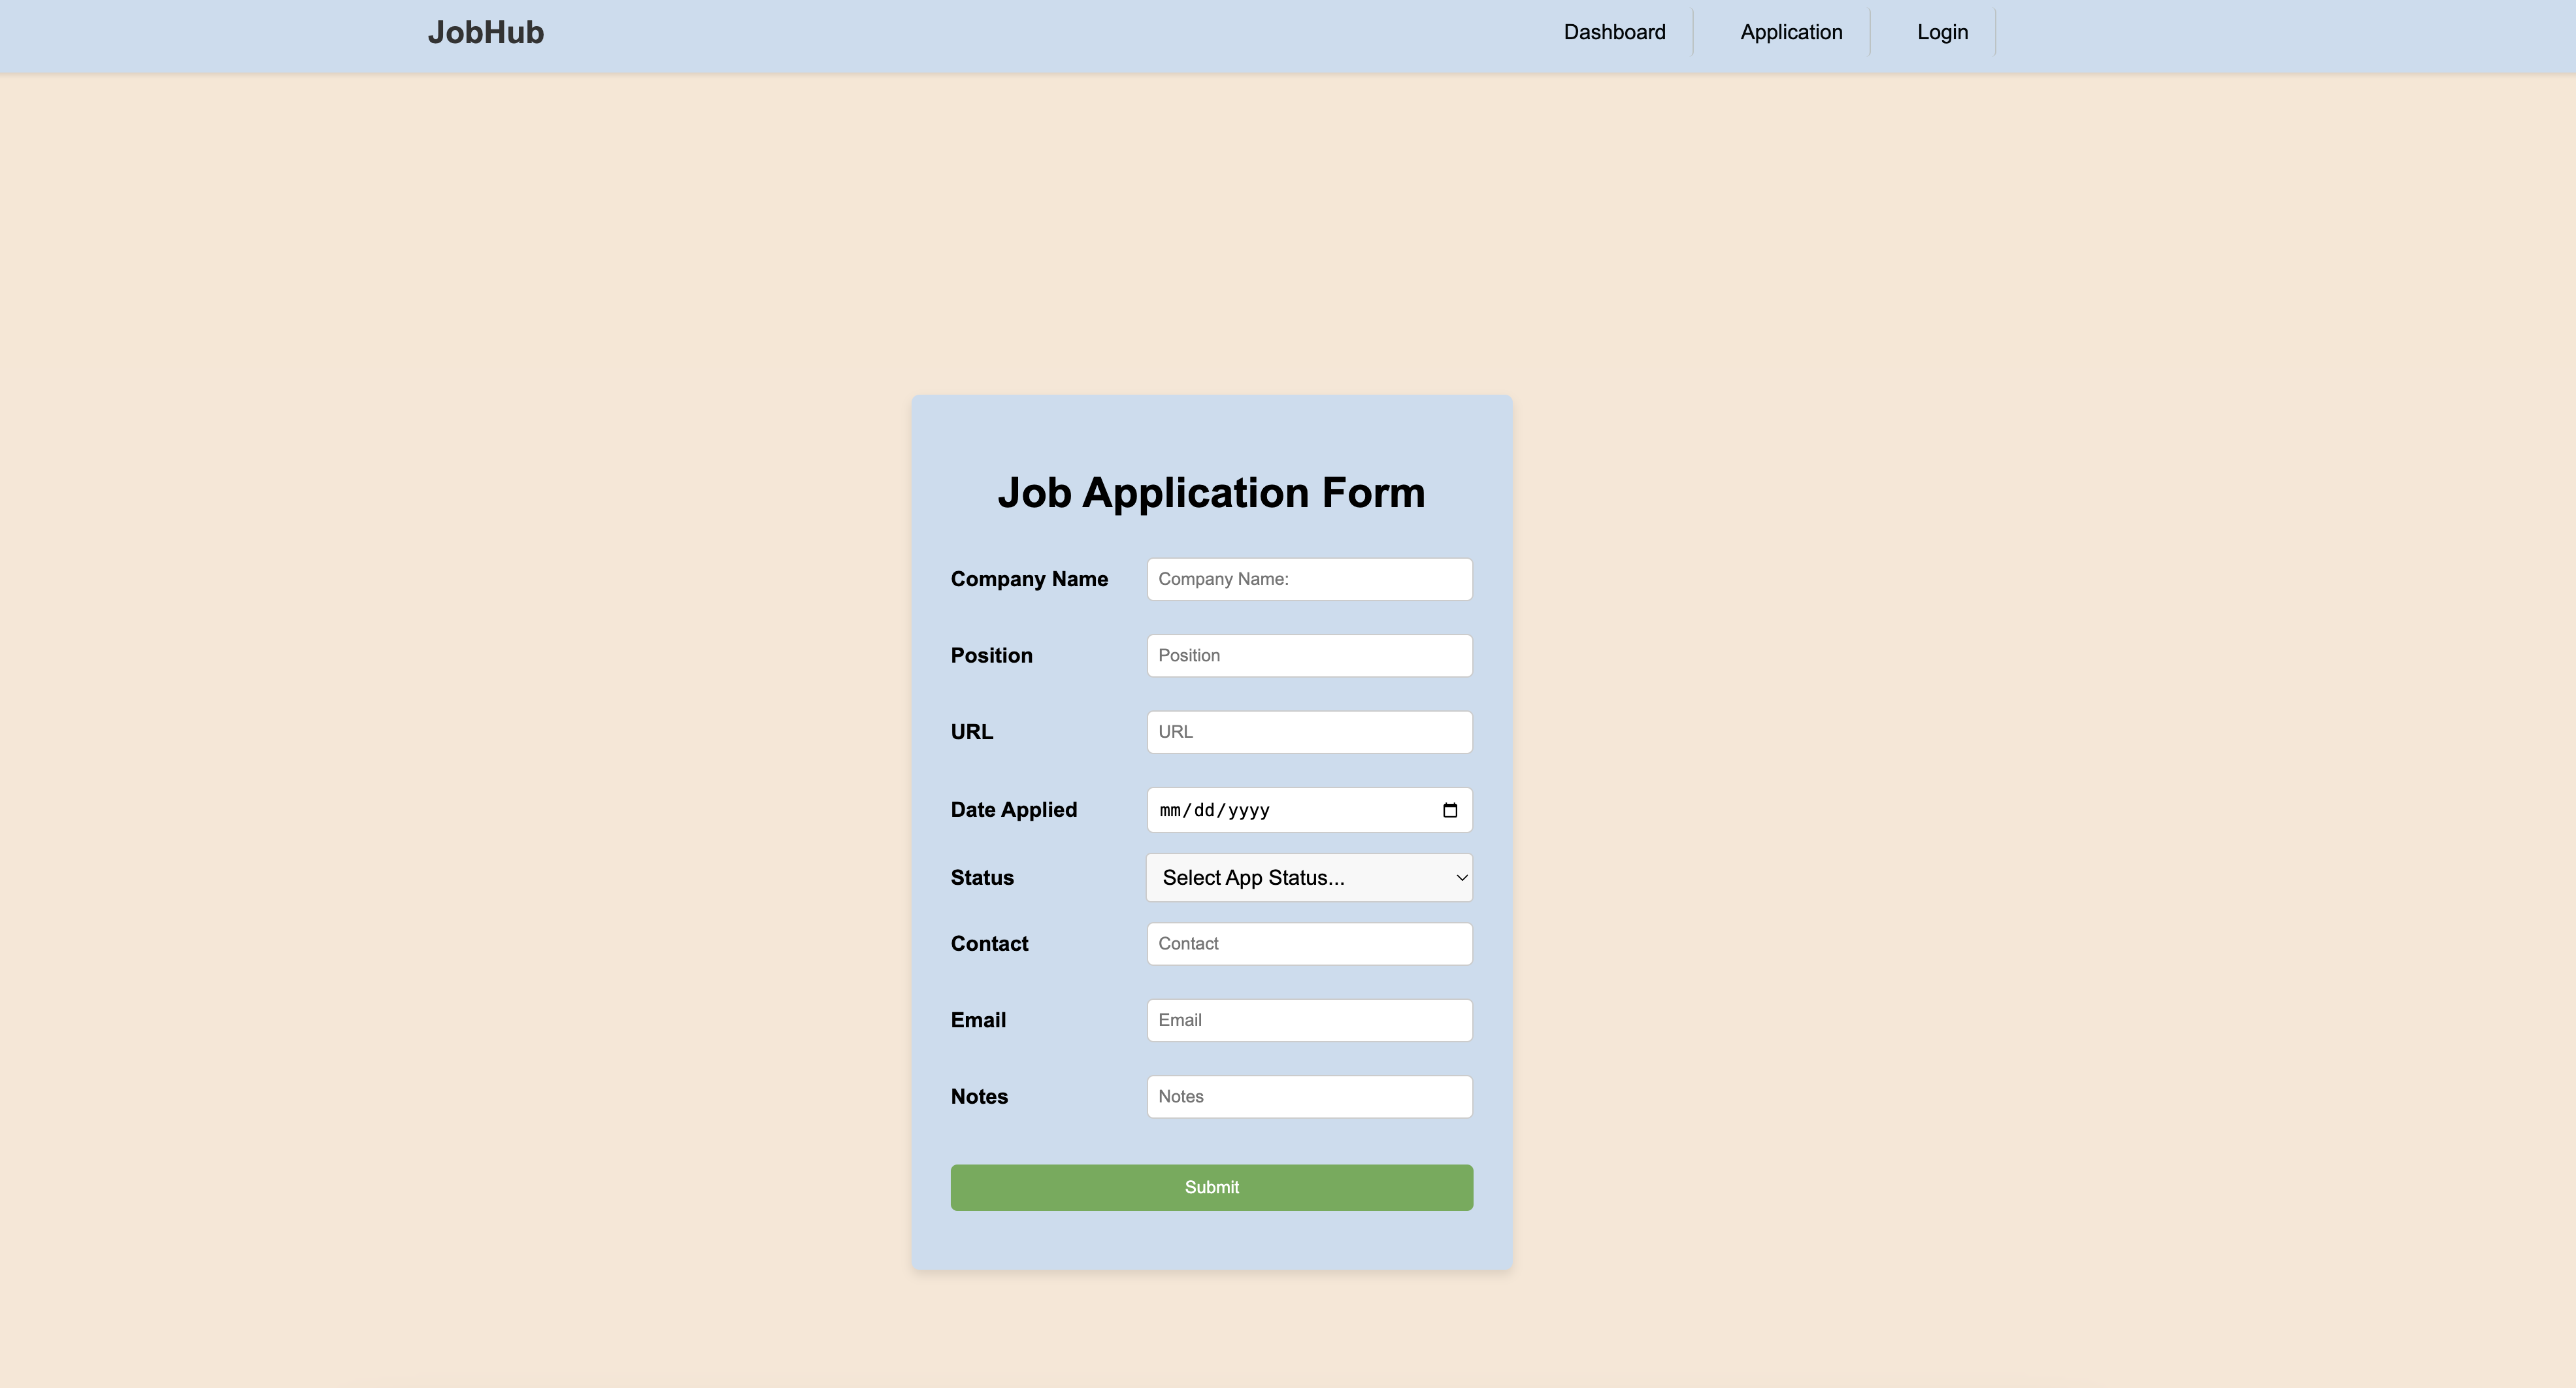 JobHub
Dashboard
Application
Login
Job Application Form
Company Name
Company Name:
Position
Position
URL
URL
Date Applied
mm/dd/yyyy
Status
Select App Status...
Contact
Contact
Email
Email
Notes
Notes
Submit